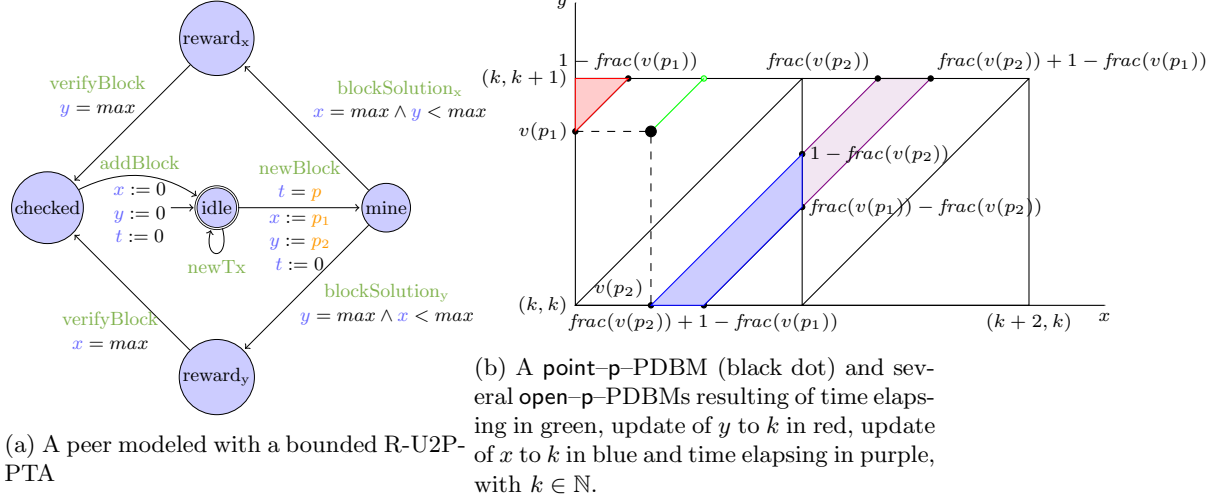 reward_x
verifyBlock
y = max
blockSolution_x
x = max ∧ y < max
addBlock
x := 0
y := 0
t := 0
checked
idle
newTx
newBlock
t = p
x := p_1
y := p_2
t := 0
mine
verifyBlock
x = max
blockSolution_y
y = max ∧ x < max
reward_y
(a) A peer modeled with a bounded R-U2P-
PTA
y
1 − frac(v(p_1))
frac(v(p_2))
frac(v(p_2)) + 1 − frac(v(p_1))
(k, k + 1)
v(p_1)
1 − frac(v(p_2))
frac(v(p_1)) − frac(v(p_2))
v(p_2)
(k, k)
frac(v(p_2)) + 1 − frac(v(p_1))
(k + 2, k)
x
(b) A point–p–PDBM (black dot) and sev-
eral open–p–PDBMs resulting of time elaps-
ing in green, update of y to k in red, update
of x to k in blue and time elapsing in purple,
with k ∈ ℕ.